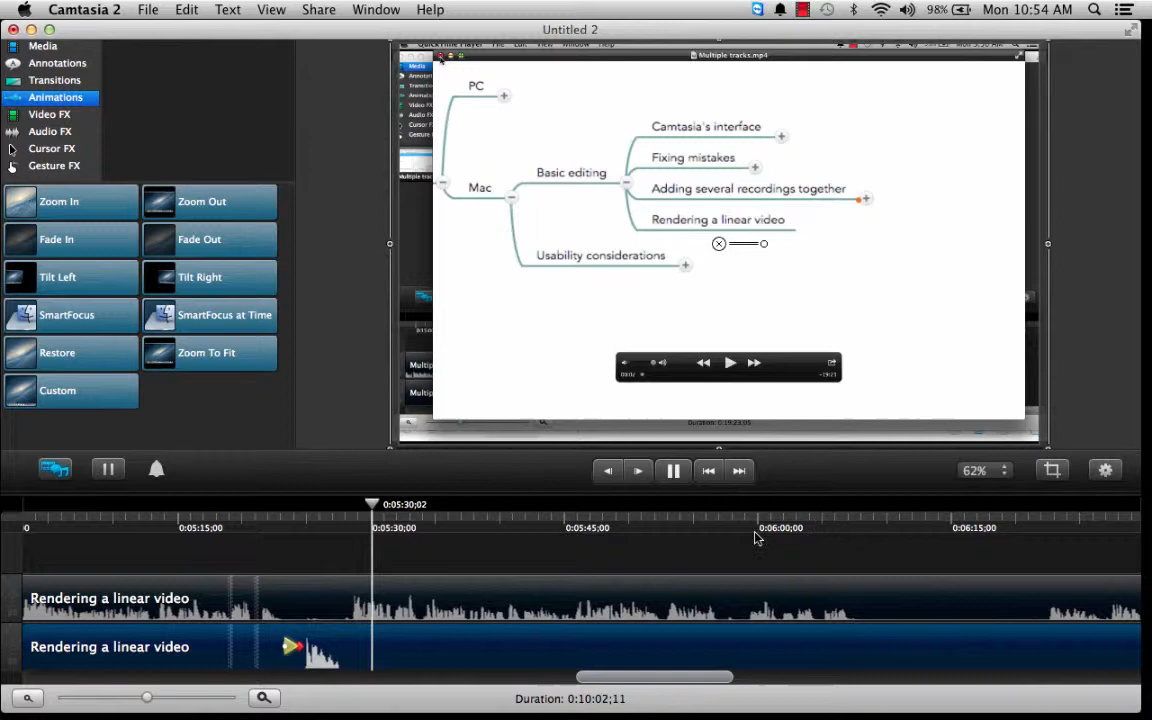 Camtasia 2 File Edit Text View Share Window Help 98% Mon 10:54 AM
Untitled 2
Media
Annotations
Transitions
Animations
Video FX
Audio FX
Cursor FX
Gesture FX
Zoom In Zoom Out
Fade In Fade Out
Tilt Left Tilt Right
SmartFocus SmartFocus at Time
Restore Zoom To Fit
Custom
Multiple tracks.mp4
PC
Camtasia's interface
Fixing mistakes
Basic editing
Mac
Adding several recordings together
Rendering a linear video
Usability considerations
Duration: 0:19:23;05
62%
0:05:30;02
0:05:15;00 0:05:30;00 0:05:45;00 0:06:00;00 0:06:15;00
Rendering a linear video
Rendering a linear video
Duration: 0:10:02;11